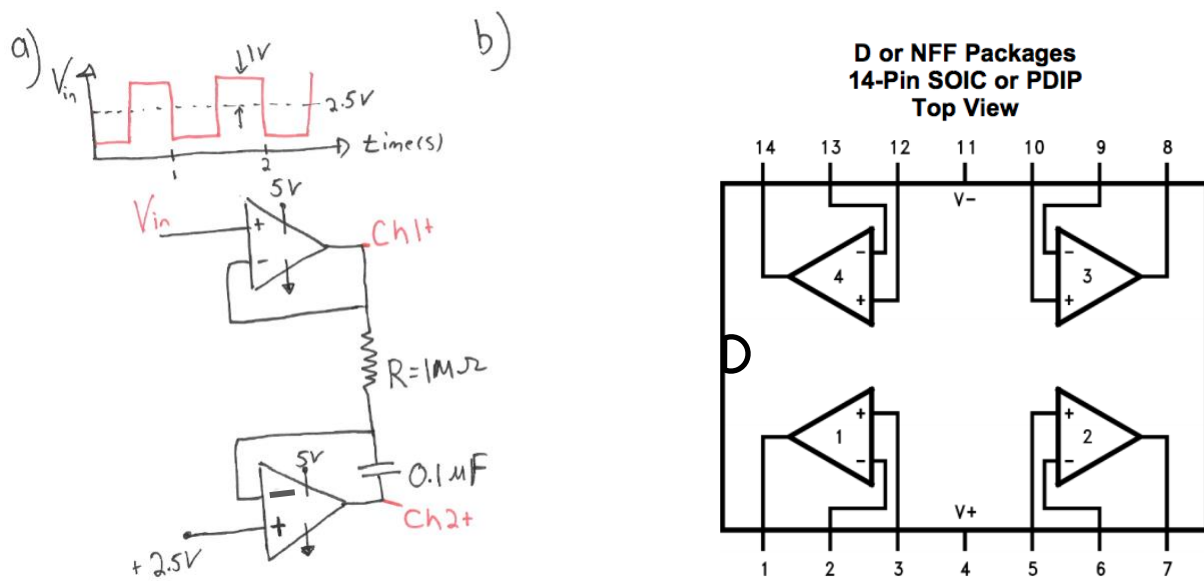 a)
b)
Vin
1V
2.5V
time(s)
1
2
5V
Vin
+
-
Ch1+
R=1MΩ
5V
0.1μF
-
+
Ch2+
+2.5V
D or NFF Packages
14-Pin SOIC or PDIP
Top View
14 13 12 11 10 9 8
V-
- -
4 3
+ +
+ +
1 2
- -
V+
1 2 3 4 5 6 7